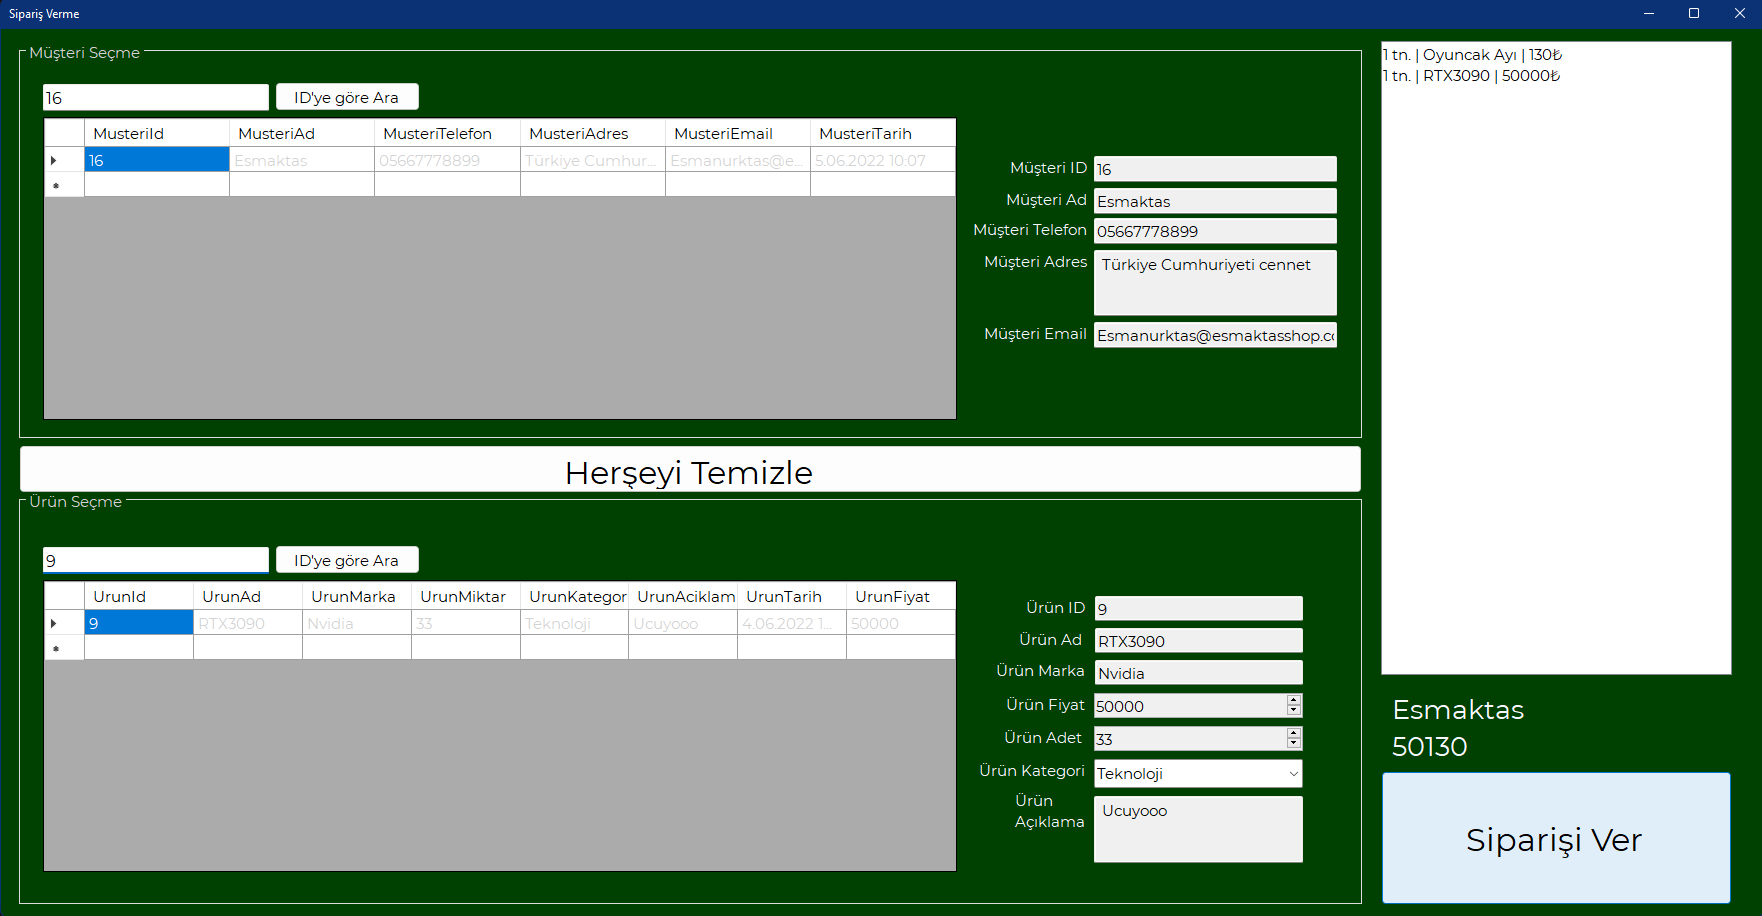 Sipariş Verme
Müşteri Seçme
16
ID'ye göre Ara
MusteriId MusteriAd MusteriTelefon MusteriAdres MusteriEmail MusteriTarih
16 Esmaktas 05667778899 Türkiye Cumhur... Esmanurktas@e... 5.06.2022 10:07
Müşteri ID 16
Müşteri Ad Esmaktas
Müşteri Telefon 05667778899
Müşteri Adres Türkiye Cumhuriyeti cennet
Müşteri Email Esmanurktas@esmaktasshop.co
Herşeyi Temizle
Ürün Seçme
9
ID'ye göre Ara
UrunId UrunAd UrunMarka UrunMiktar UrunKategor UrunAciklam UrunTarih UrunFiyat
9 RTX3090 Nvidia 33 Teknoloji Ucuyooo 4.06.2022 1... 50000
Ürün ID 9
Ürün Ad RTX3090
Ürün Marka Nvidia
Ürün Fiyat 50000
Ürün Adet 33
Ürün Kategori Teknoloji
Ürün
Açıklama
Ucuyooo
1 tn. | Oyuncak Ayı | 130₺
1 tn. | RTX3090 | 50000₺
Esmaktas
50130
Siparişi Ver